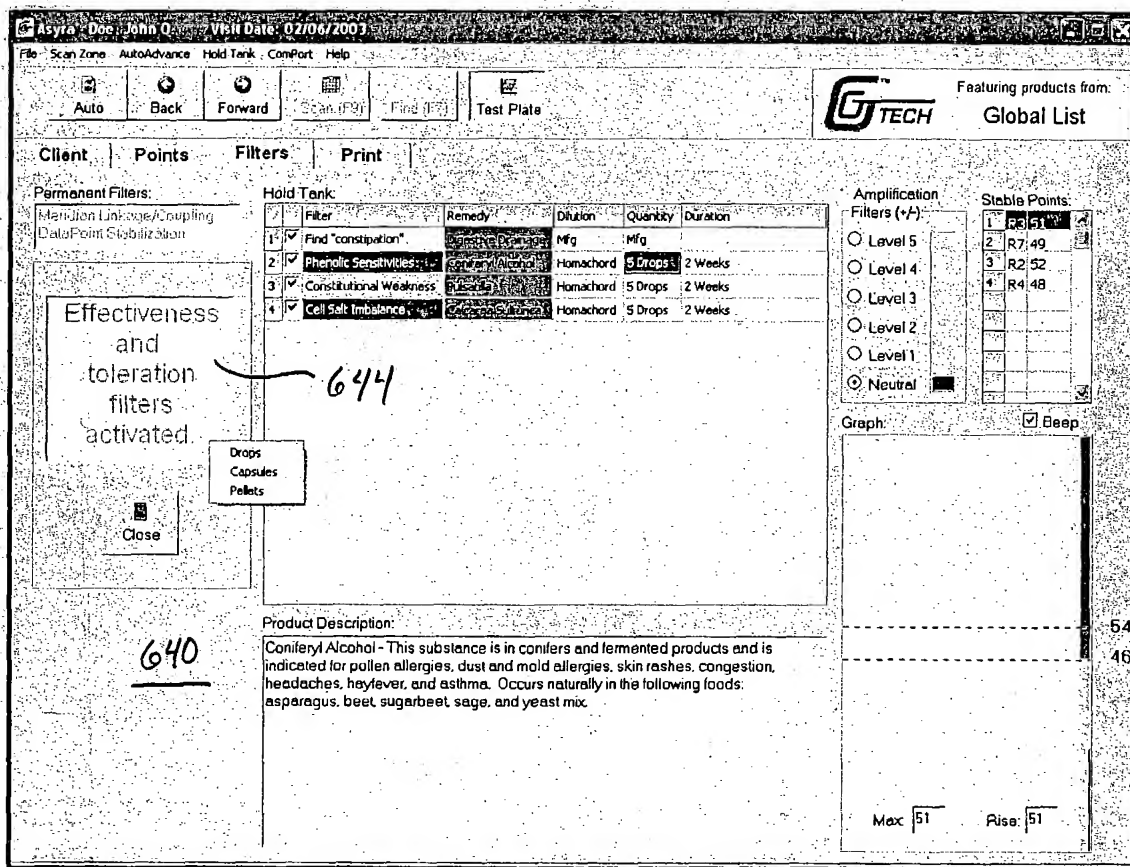 Asyra - Doe, John Q. Visit Date: 02/06/2003
File Scan Zone AutoAdvance Hold Tank ComPort Help
Auto Back Forward Scan (F9) Find (F7) Test Plate
GTECH™
Featuring products from:
Global List
Client Points Filters Print
Permanent Filters:
Meridian Linkage/Coupling
DataPoint Stabilization
Effectiveness
and
toleration
filters
activated.
644
Drops
Capsules
Pellets
Close
640
Hold Tank:
Filter Remedy Dilution Quantity Duration
1 Find "constipation". Digestive Drainage Mfg Mfg
2 Phenolic Sensitivities Coniferyl Alcohol Homachord 5 Drops 2 Weeks
3 Constitutional Weakness Pulsatilla Homachord 5 Drops 2 Weeks
4 Cell Salt Imbalance Homachord 5 Drops 2 Weeks
Product Description:
Coniferyl Alcohol - This substance is in conifers and fermented products and is
indicated for pollen allergies, dust and mold allergies, skin rashes, congestion,
headaches, hayfever, and asthma. Occurs naturally in the following foods:
asparagus, beet, sugarbeet, sage, and yeast mix.
Amplification
Filters (+/-):
Level 5
Level 4
Level 3
Level 2
Level 1
Neutral
Stable Points:
1 R3 51
2 R7 49
3 R2 52
4 R4 48
Graph: Beep
54
46
Max: 51 Rise: 51